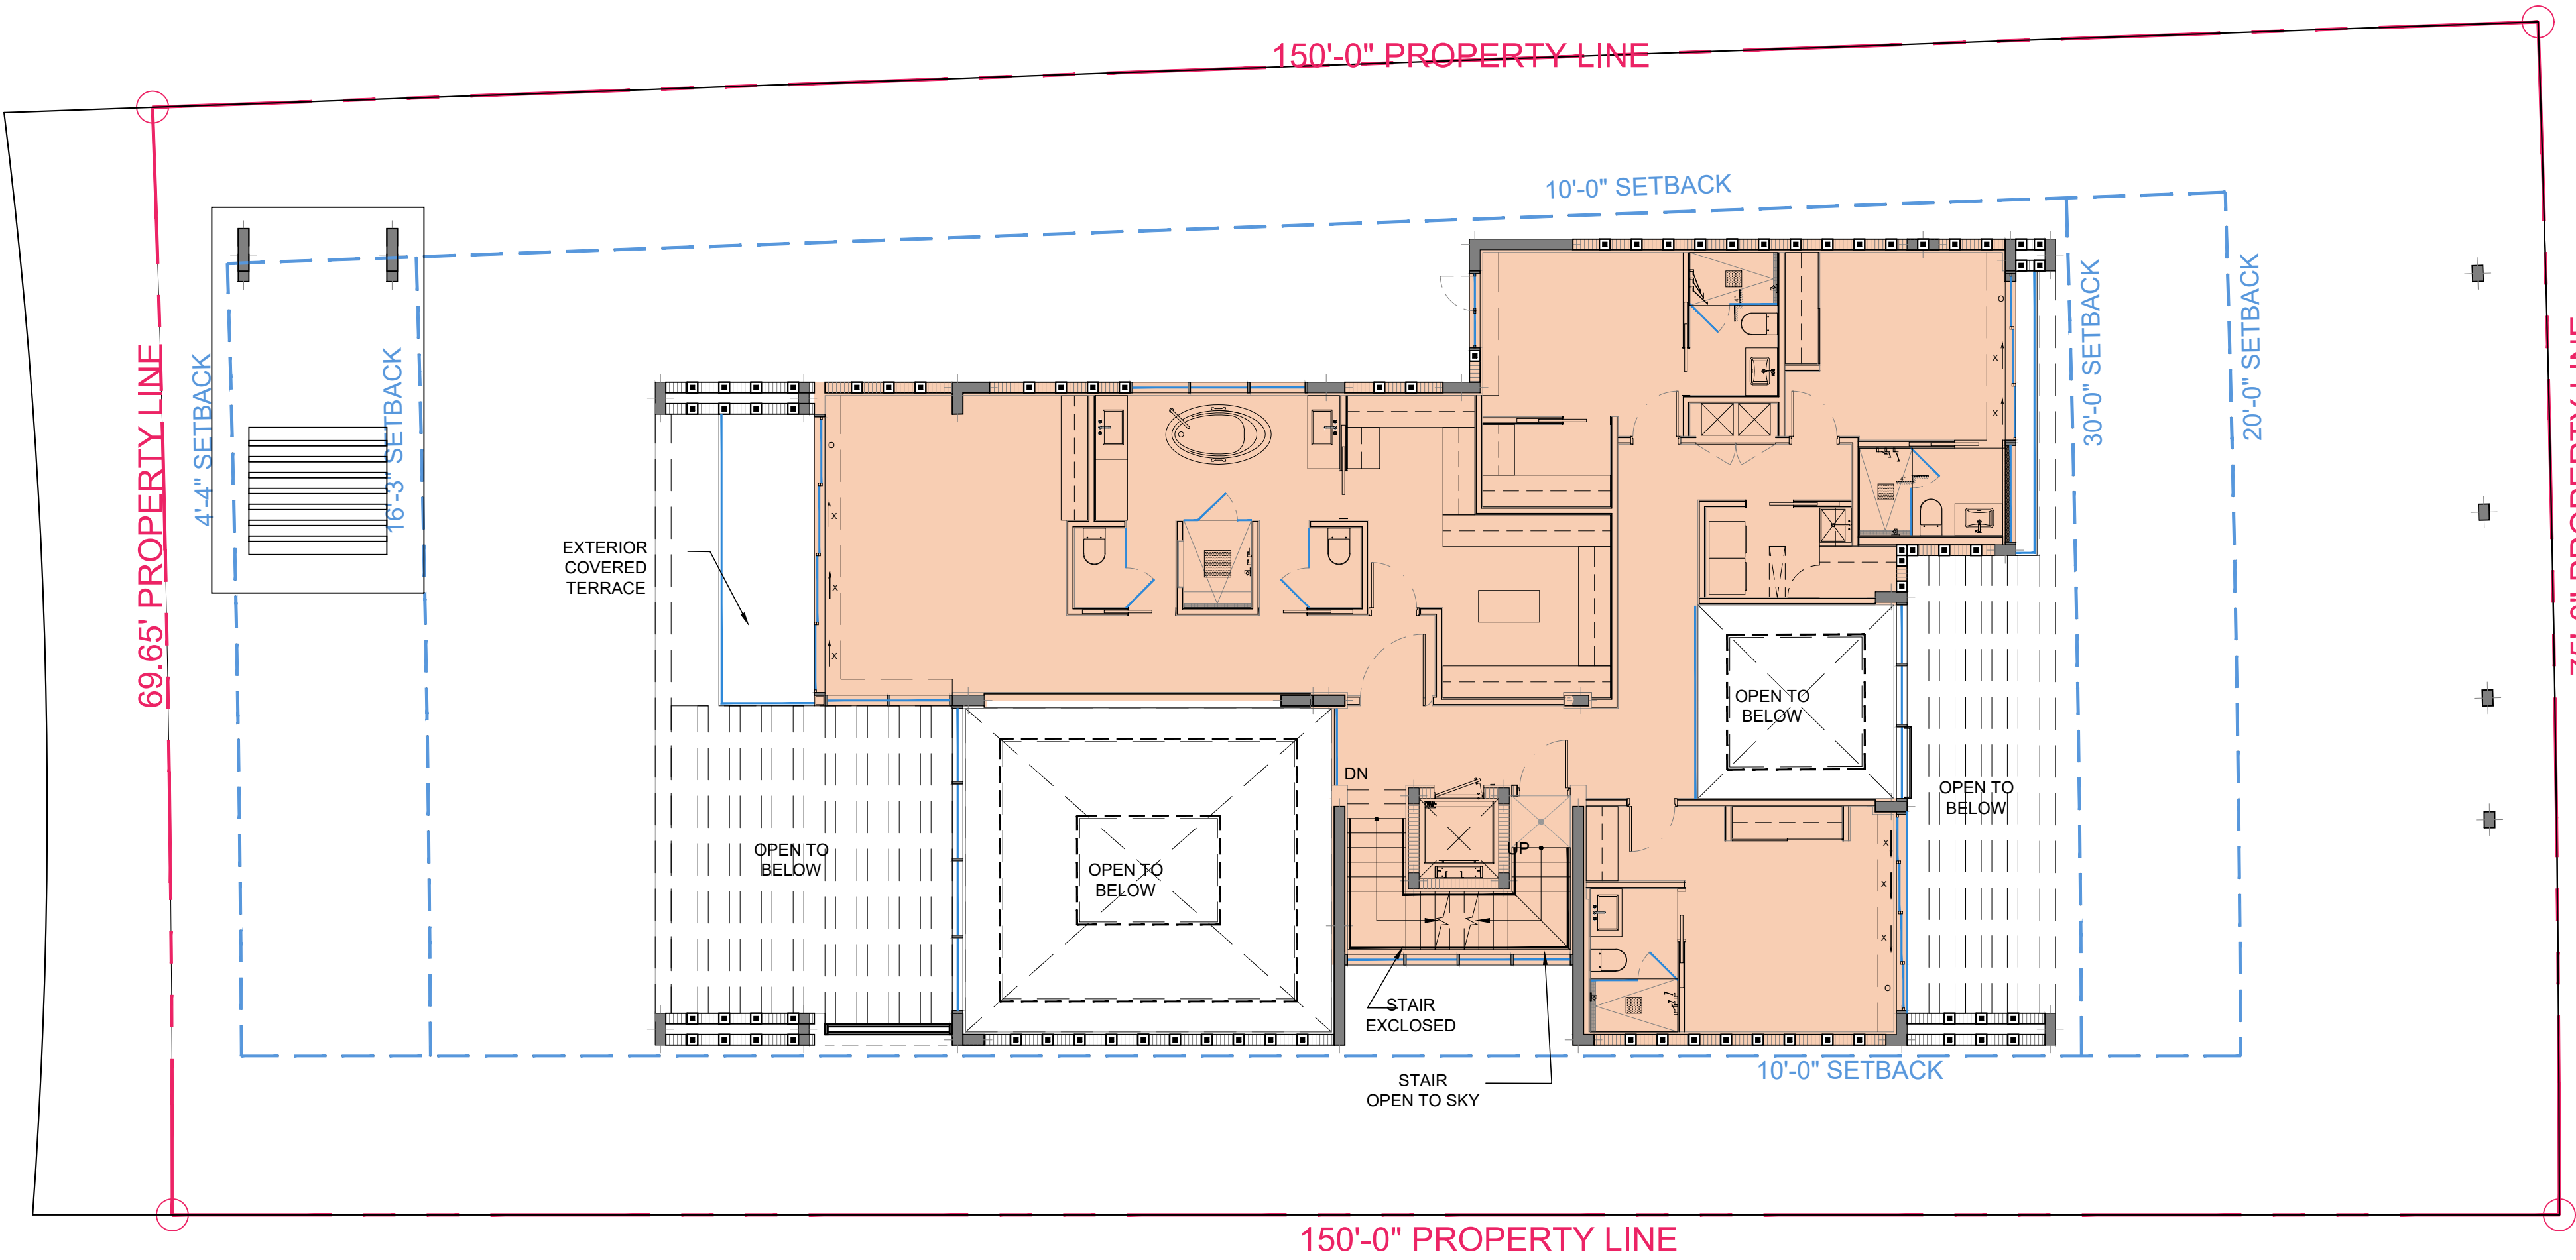 150'-0" PROPERTY LINE
10'-0" SETBACK
4'-4" SETBACK
16'-3" SETBACK
69.65' PROPERTY LINE
30'-0" SETBACK
20'-0" SETBACK
EXTERIOR
COVERED
TERRACE
O
X
X
X
O
X
X
OPEN TO
BELOW
DN
OPEN TO
BELOW
OPEN TO
BELOW
OPEN TO
BELOW
UP
X
X
X
O
STAIR
EXCLOSED
STAIR
OPEN TO SKY
10'-0" SETBACK
150'-0" PROPERTY LINE